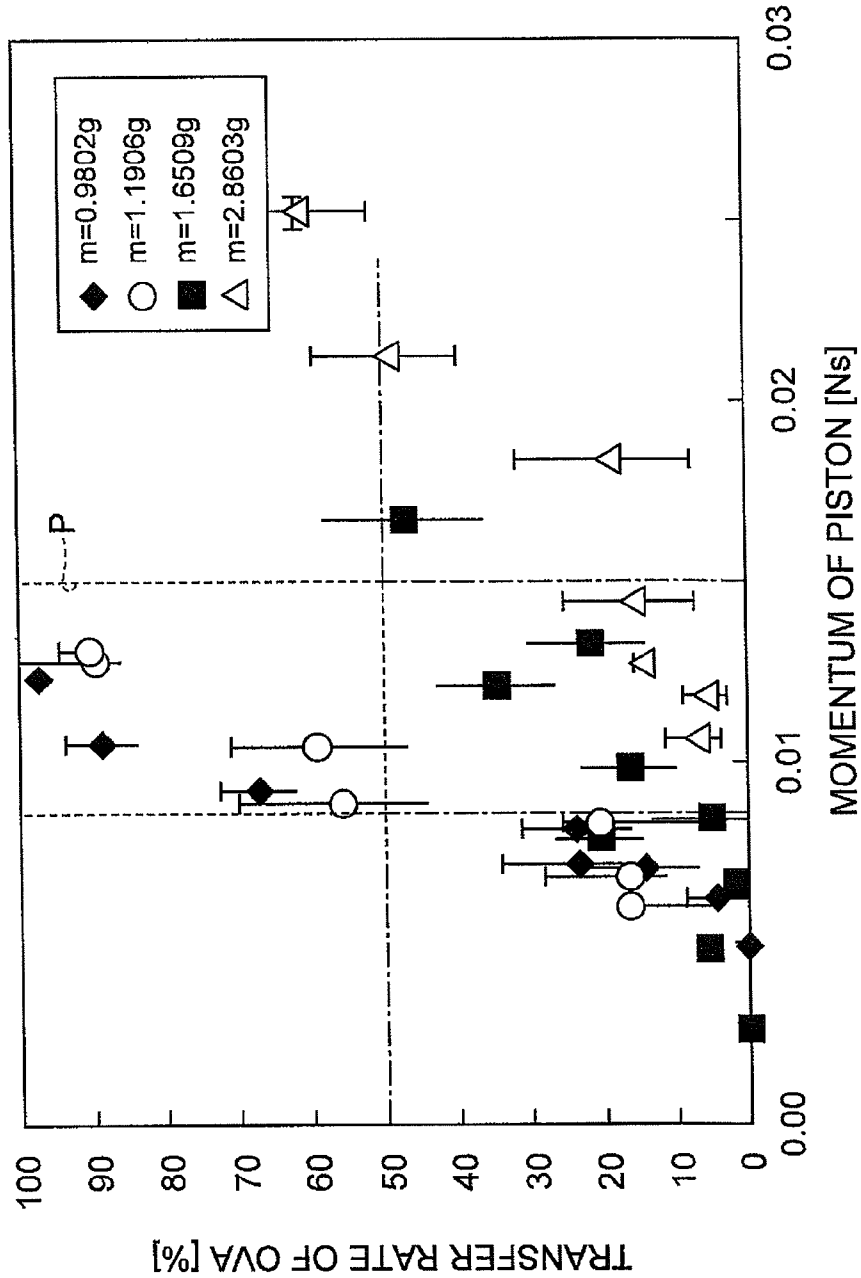 TRANSFER RATE OF OVA [%]
100
90
80
70
60
50
40
30
20
10
0
0.00
0.01
0.02
0.03
MOMENTUM OF PISTON [Ns]
P
m=0.9802g
m=1.1906g
m=1.6509g
m=2.8603g